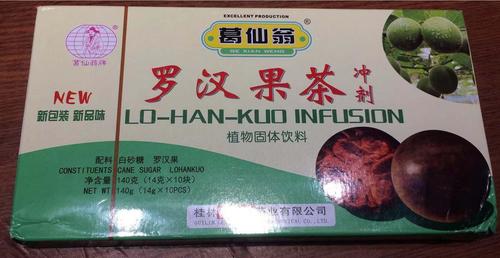 EXCELLENT PRODUCTION
葛仙翁®
GE XIAN WENG
葛仙翁牌
罗汉果茶 冲剂
NEW
新包装 新品味
LO-HAN-KUO INFUSION
植物固体饮料
配料 白砂糖 罗汉果
CONSTITUENTS CANE SUGAR LOHANKUO
净含量 140克 (14克×10块)
NET WT 140g (14g×10PCS)
桂林 药业有限公司
GUILIN CO.,LTD